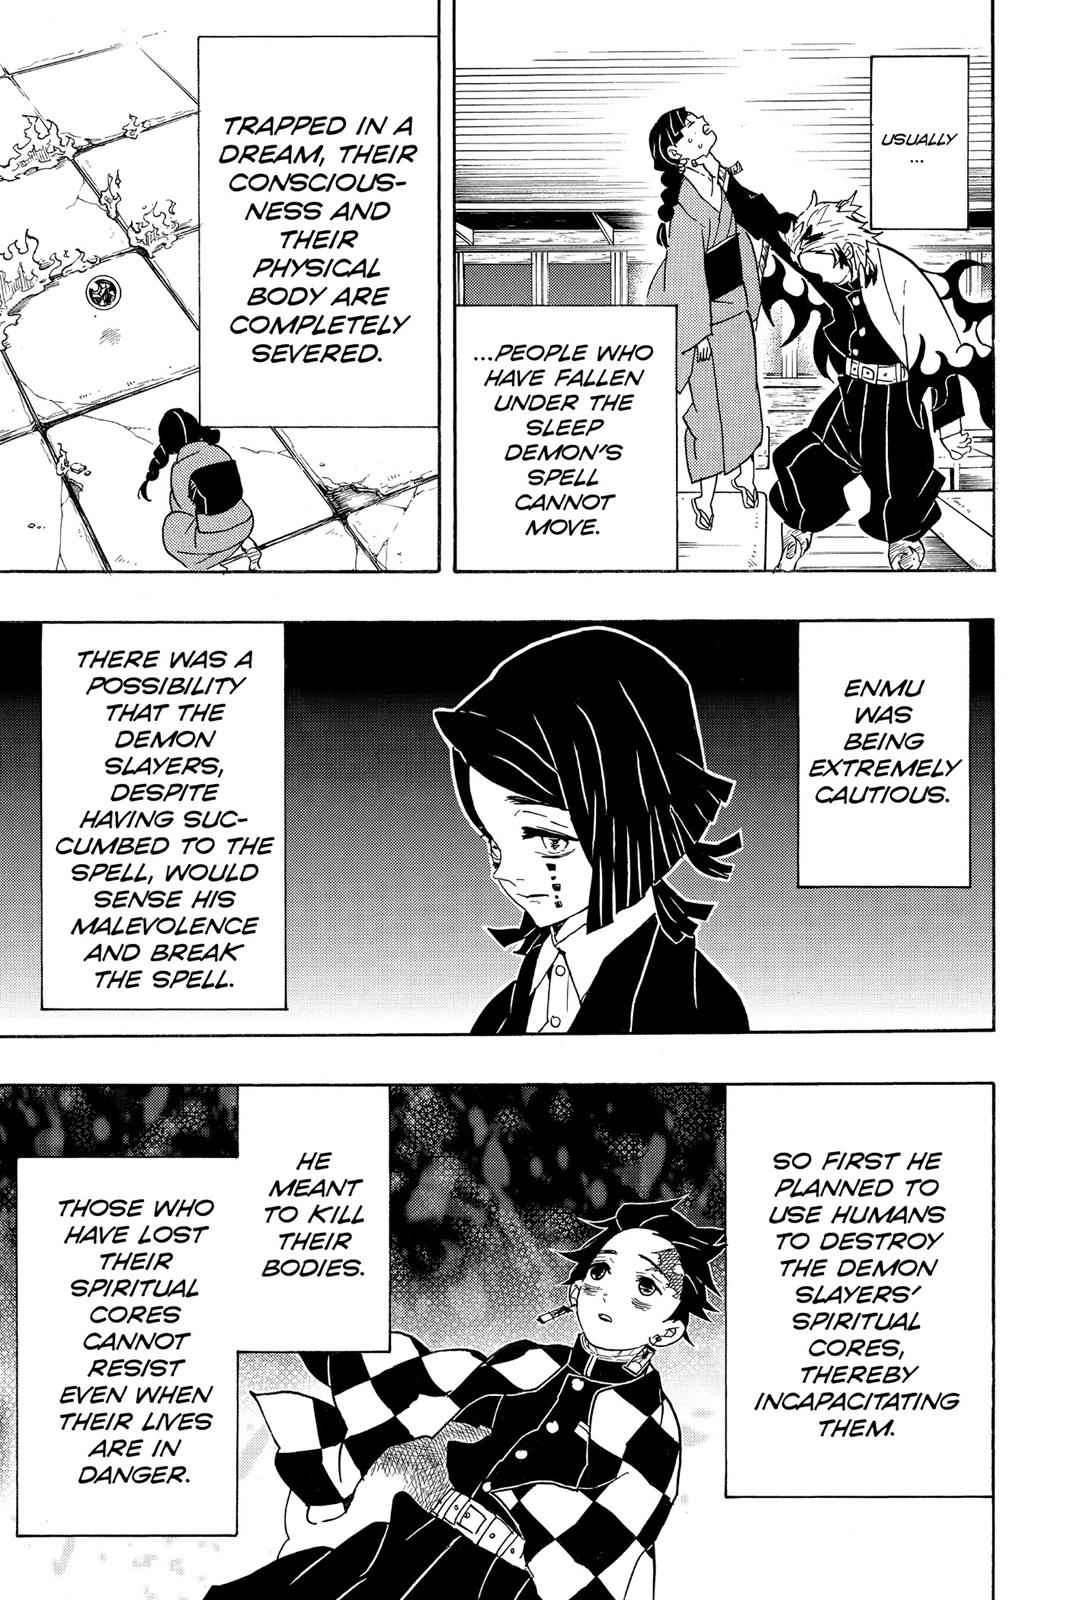 USUALLY
...
...PEOPLE WHO
HAVE FALLEN
UNDER THE
SLEEP
DEMON'S
SPELL
CANNOT
MOVE.
TRAPPED IN A
DREAM, THEIR
CONSCIOUS-
NESS AND
THEIR
PHYSICAL
BODY ARE
COMPLETELY
SEVERED.
ENMU
WAS
BEING
EXTREMELY
CAUTIOUS.
THERE WAS A
POSSIBILITY
THAT THE
DEMON
SLAYERS,
DESPITE
HAVING SUC-
CUMBED TO THE
SPELL, WOULD
SENSE HIS
MALEVOLENCE
AND BREAK
THE SPELL.
SO FIRST HE
PLANNED TO
USE HUMANS
TO DESTROY
THE DEMON
SLAYERS'
SPIRITUAL
CORES,
THEREBY
INCAPACITATING
THEM.
HE
MEANT
TO KILL
THEIR
BODIES.
THOSE WHO
HAVE LOST
THEIR
SPIRITUAL
CORES
CANNOT
RESIST
EVEN WHEN
THEIR LIVES
ARE IN
DANGER.